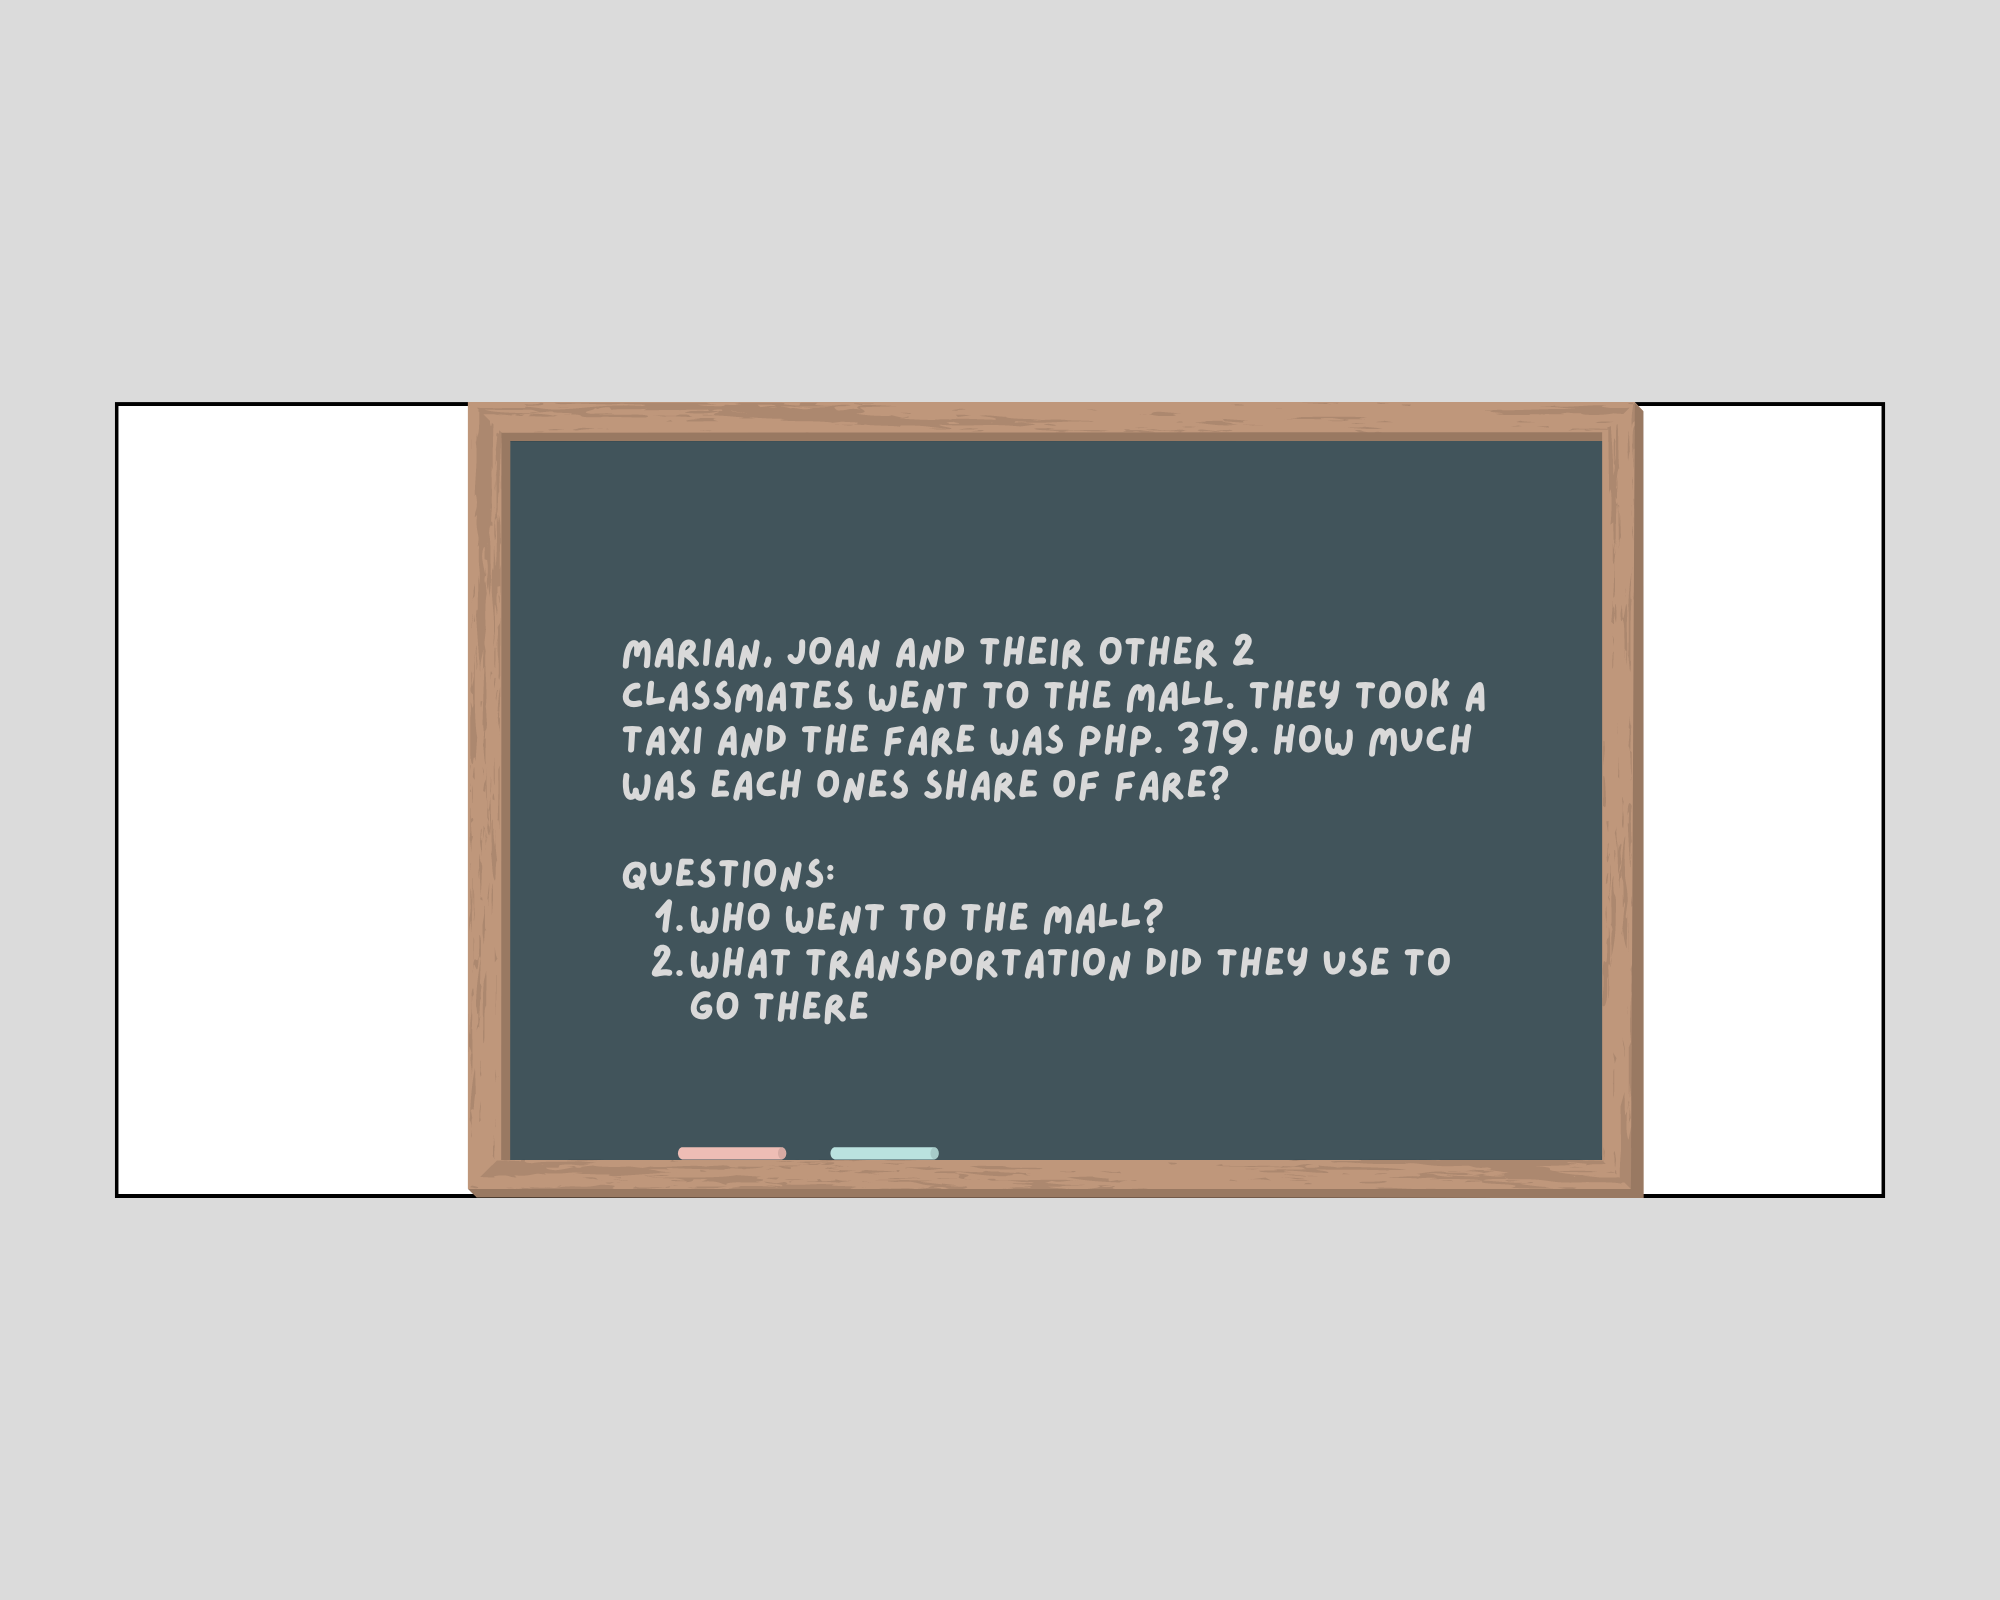 MARIAN, JOAN AND THEIR OTHER 2
CLASSMATES WENT TO THE MALL. THEY TOOK A
TAXI AND THE FARE WAS PHP. 379. HOW MUCH
WAS EACH ONES SHARE OF FARE?
QUESTIONS:
1. WHO WENT TO THE MALL?
2. WHAT TRANSPORTATION DID THEY USE TO
GO THERE